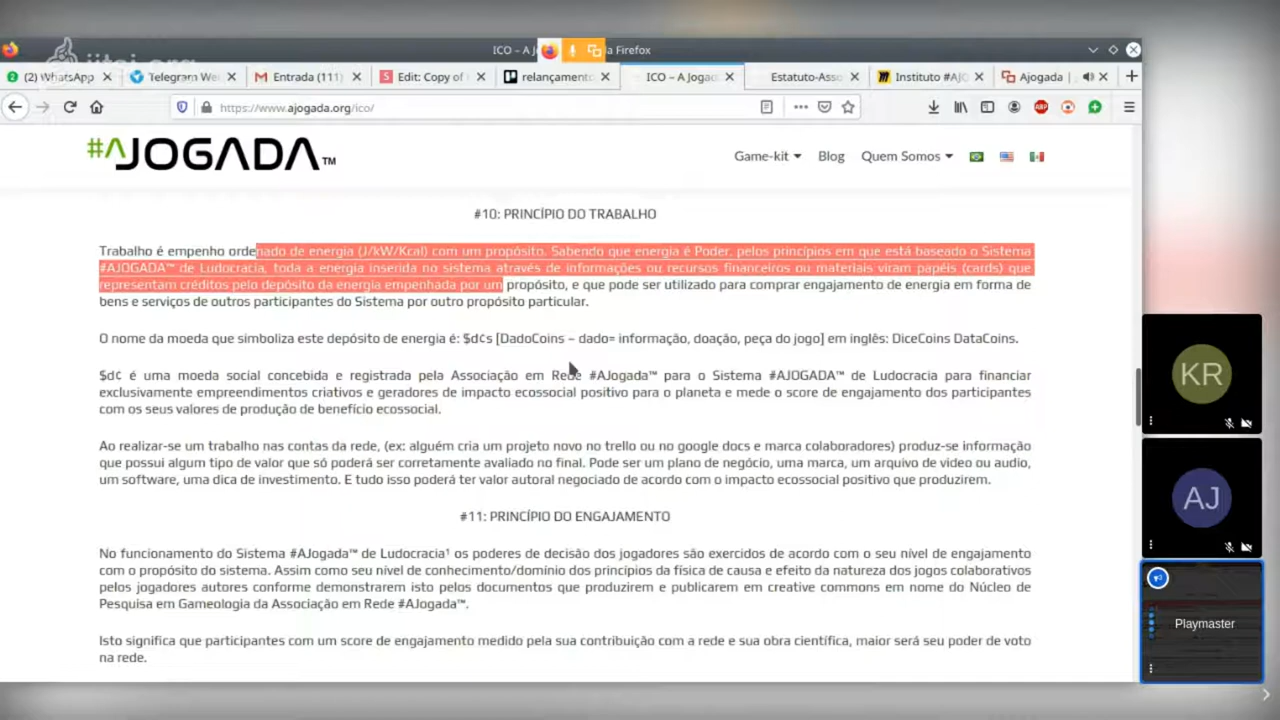 jitsi.org
ICO – A J
da Firefox
(2) WhatsApp
Telegram We
Entrada (111)
Edit: Copy of
relançament
ICO – A Joga
Estatuto-Asso
Instituto #AJO
Ajogada
https://www.ajogada.org/ico/
ABP
#AJOGADA™
Game-kit
Blog
Quem Somos
#10: PRINCÍPIO DO TRABALHO
Trabalho é empenho ordenado de energia (J/kW/Kcal) com um propósito. Sabendo que energia é Poder, pelos princípios em que está baseado o Sistema
#AJOGADA™ de Ludocracia, toda a energia inserida no sistema através de informações ou recursos financeiros ou materiais viram papéis (cards) que
representam créditos pelo depósito da energia empenhada por um propósito, e que pode ser utilizado para comprar engajamento de energia em forma de
bens e serviços de outros participantes do Sistema por outro propósito particular.
O nome da moeda que simboliza este depósito de energia é: $d¢s [DadoCoins – dado= informação, doação, peça do jogo] em inglês: DiceCoins DataCoins.
$d¢ é uma moeda social concebida e registrada pela Associação em Rede #AJogada™ para o Sistema #AJOGADA™ de Ludocracia para financiar
exclusivamente empreendimentos criativos e geradores de impacto ecossocial positivo para o planeta e mede o score de engajamento dos participantes
com os seus valores de produção de benefício ecossocial.
Ao realizar-se um trabalho nas contas da rede, (ex: alguém cria um projeto novo no trello ou no google docs e marca colaboradores) produz-se informação
que possui algum tipo de valor que só poderá ser corretamente avaliado no final. Pode ser um plano de negócio, uma marca, um arquivo de vídeo ou audio,
um software, uma dica de investimento. E tudo isso poderá ter valor autoral negociado de acordo com o impacto ecossocial positivo que produzirem.
#11: PRINCÍPIO DO ENGAJAMENTO
No funcionamento do Sistema #AJogada™ de Ludocracia¹ os poderes de decisão dos jogadores são exercidos de acordo com o seu nível de engajamento
com o propósito do sistema. Assim como seu nível de conhecimento/domínio dos princípios da física de causa e efeito da natureza dos jogos colaborativos
pelos jogadores autores conforme demonstrarem isto pelos documentos que produzirem e publicarem em creative commons em nome do Núcleo de
Pesquisa em Gameologia da Associação em Rede #AJogada™.
Isto significa que participantes com um score de engajamento medido pela sua contribuição com a rede e sua obra científica, maior será seu poder de voto
na rede.
KR
AJ
Playmaster